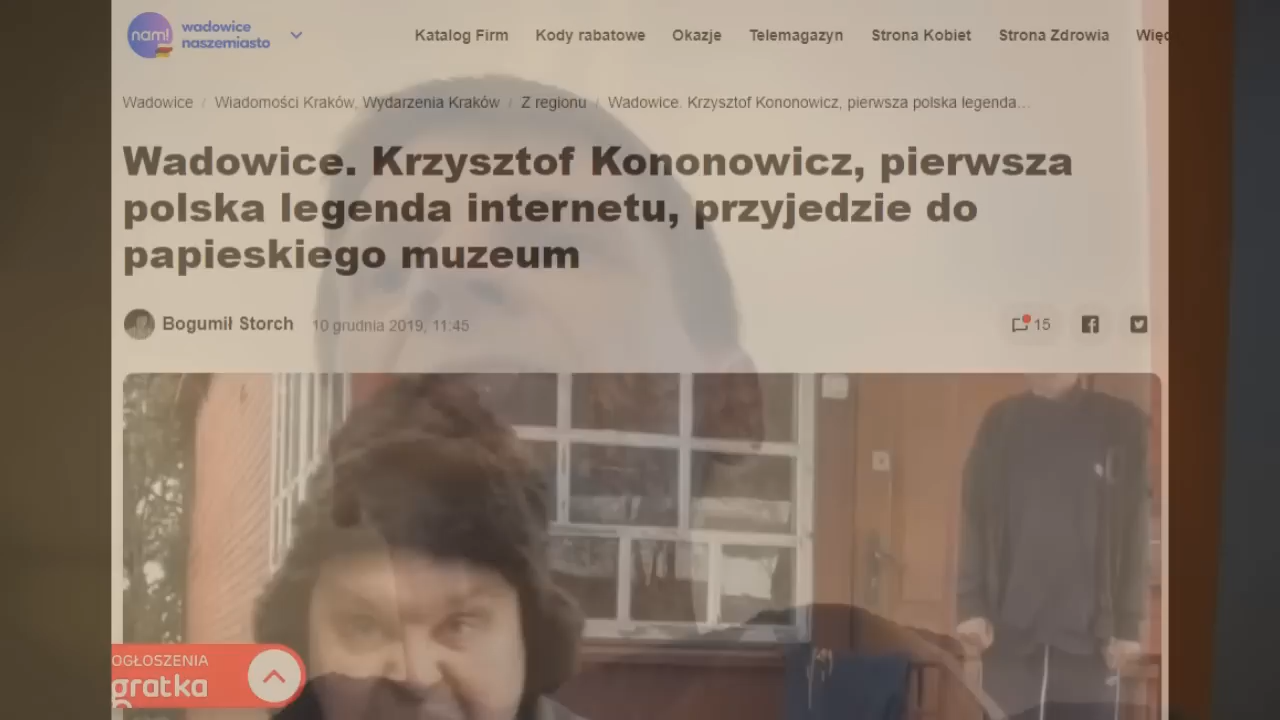 nam!
wadowice
naszemiasto
Katalog Firm Kody rabatowe Okazje Telemagazyn Strona Kobiet Strona Zdrowia Więc
Wadowice / Wiadomości Kraków, Wydarzenia Kraków / Z regionu / Wadowice. Krzysztof Kononowicz, pierwsza polska legenda...
Wadowice. Krzysztof Kononowicz, pierwsza
polska legenda internetu, przyjedzie do
papieskiego muzeum
Bogumił Storch 10 grudnia 2019, 11:45
15
OGŁOSZENIA
gratka